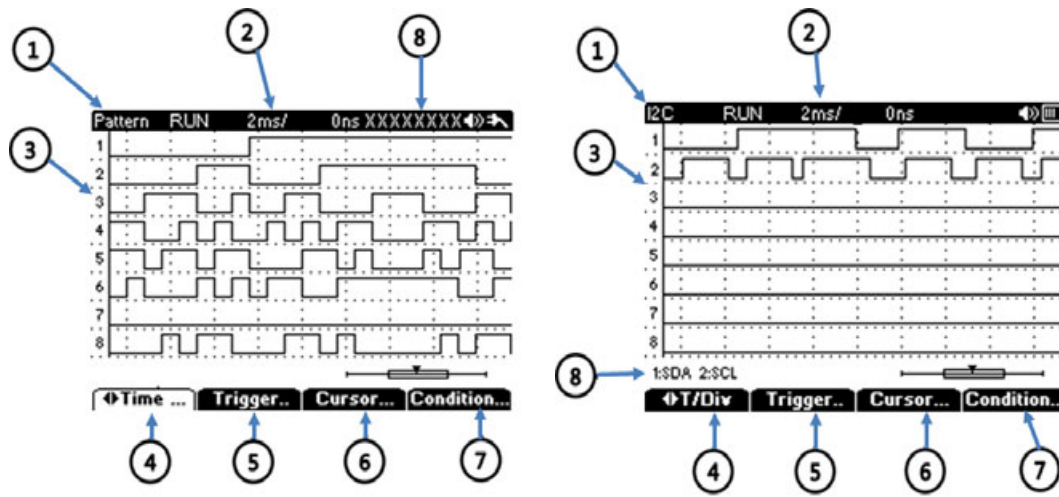 1 2 8
Pattern RUN 2ms/ 0ns XXXXXXXX
3
1
2
3
4
5
6
7
8
Time ... Trigger.. Cursor... Condition...
4 5 6 7
1 2
I2C RUN 2ms/ 0ns
3
1
2
3
4
5
6
7
8
8 1:SDA 2:SCL
T/Div Trigger.. Cursor... Condition..
4 5 6 7